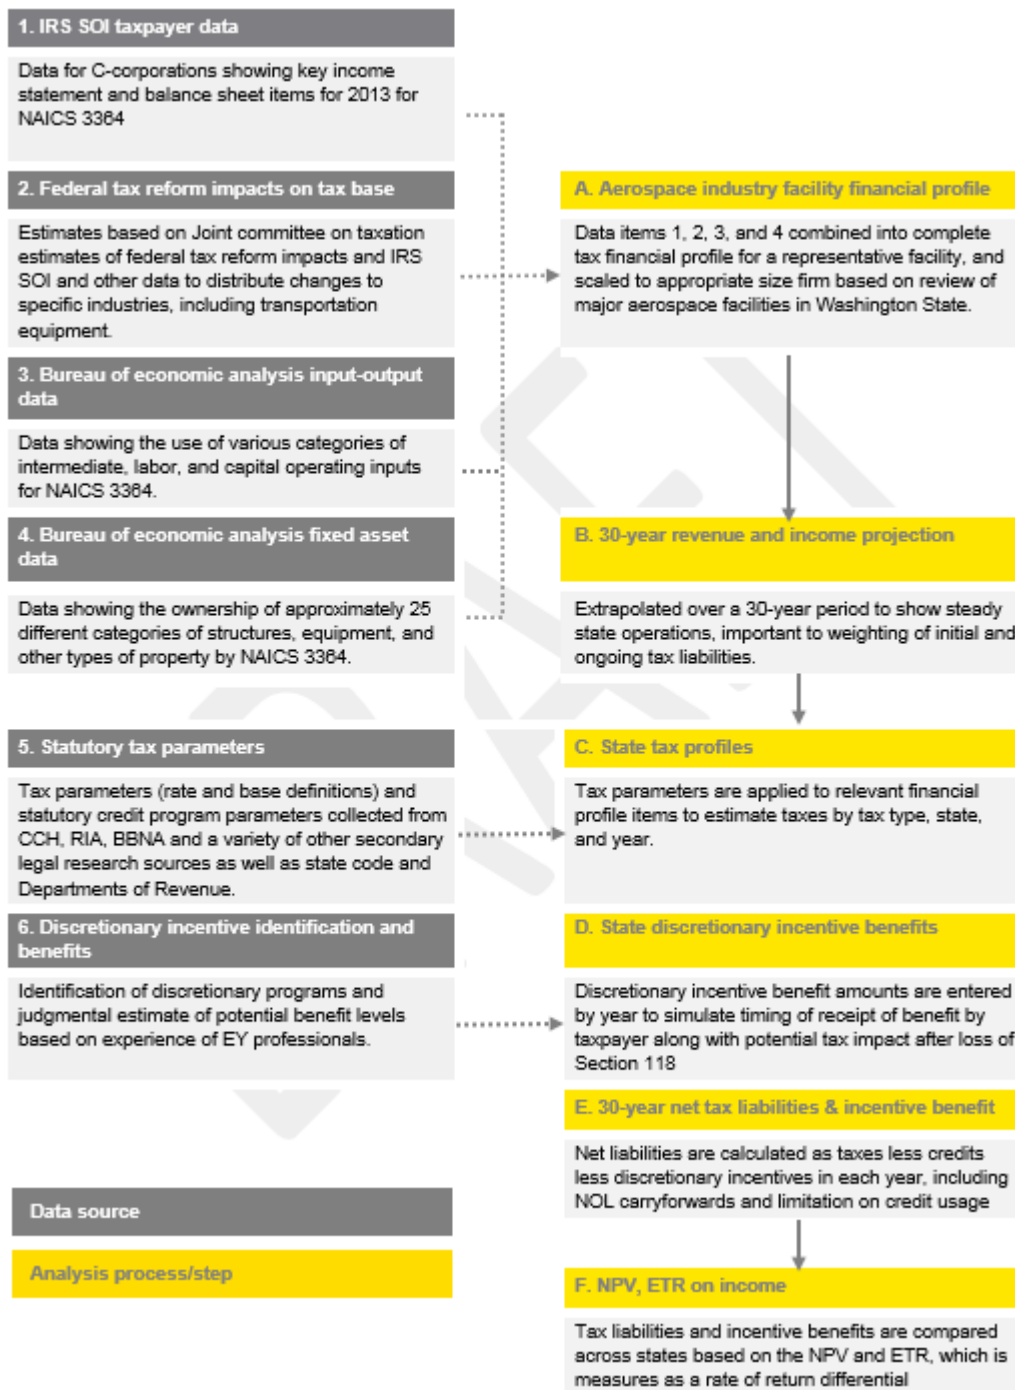 1. IRS SOI taxpayer data
Data for C-corporations showing key income
statement and balance sheet items for 2013 for
NAICS 3364
2. Federal tax reform impacts on tax base
Estimates based on Joint committee on taxation
estimates of federal tax reform impacts and IRS
SOI and other data to distribute changes to
specific industries, including transportation
equipment.
3. Bureau of economic analysis input-output
data
Data showing the use of various categories of
intermediate, labor, and capital operating inputs
for NAICS 3364.
4. Bureau of economic analysis fixed asset
data
Data showing the ownership of approximately 25
different categories of structures, equipment, and
other types of property by NAICS 3364.
5. Statutory tax parameters
Tax parameters (rate and base definitions) and
statutory credit program parameters collected from
CCH, RIA, BBNA and a variety of other secondary
legal research sources as well as state code and
Departments of Revenue.
6. Discretionary incentive identification and
benefits
Identification of discretionary programs and
judgmental estimate of potential benefit levels
based on experience of EY professionals.
Data source
Analysis process/step
A. Aerospace industry facility financial profile
Data items 1, 2, 3, and 4 combined into complete
tax financial profile for a representative facility, and
scaled to appropriate size firm based on review of
major aerospace facilities in Washington State.
B. 30-year revenue and income projection
Extrapolated over a 30-year period to show steady
state operations, important to weighting of initial and
ongoing tax liabilities.
C. State tax profiles
Tax parameters are applied to relevant financial
profile items to estimate taxes by tax type, state,
and year.
D. State discretionary incentive benefits
Discretionary incentive benefit amounts are entered
by year to simulate timing of receipt of benefit by
taxpayer along with potential tax impact after loss of
Section 118
E. 30-year net tax liabilities & incentive benefit
Net liabilities are calculated as taxes less credits
less discretionary incentives in each year, including
NOL carryforwards and limitation on credit usage
F. NPV, ETR on income
Tax liabilities and incentive benefits are compared
across states based on the NPV and ETR, which is
measures as a rate of return differential